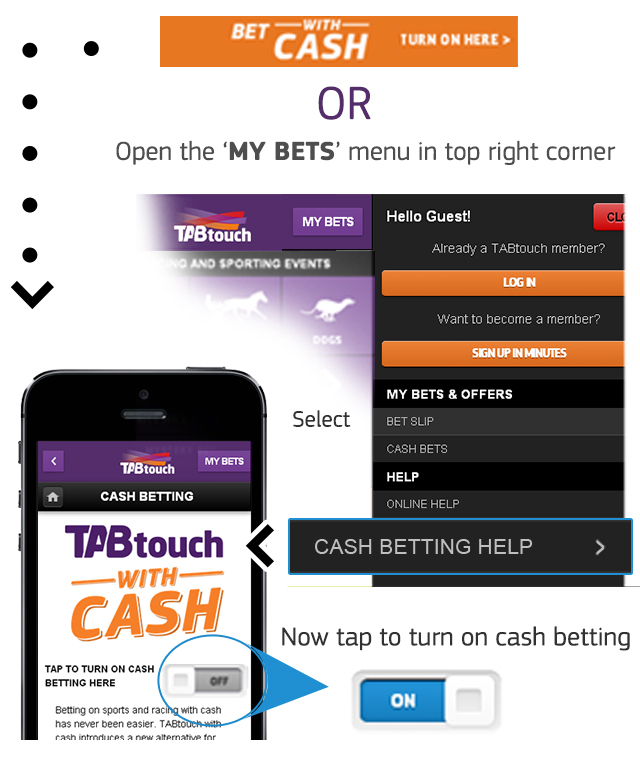 BET WITH CASH TURN ON HERE >
OR
Open the ‘MY BETS’ menu in top right corner
TABtouch
MY BETS
ING AND SPORTING EVENTS
DOGS
Hello Guest!
CLO
Already a TABtouch member?
LOG IN
Want to become a member?
SIGN UP IN MINUTES
MY BETS & OFFERS
BET SLIP
CASH BETS
HELP
ONLINE HELP
Select
CASH BETTING HELP
TABtouch
MY BETS
CASH BETTING
TABtouch
WITH
CASH
TAP TO TURN ON CASH
BETTING HERE
OFF
Betting on sports and racing with cash
has never been easier. TABtouch with
cash introduces a new alternative for
Now tap to turn on cash betting
ON